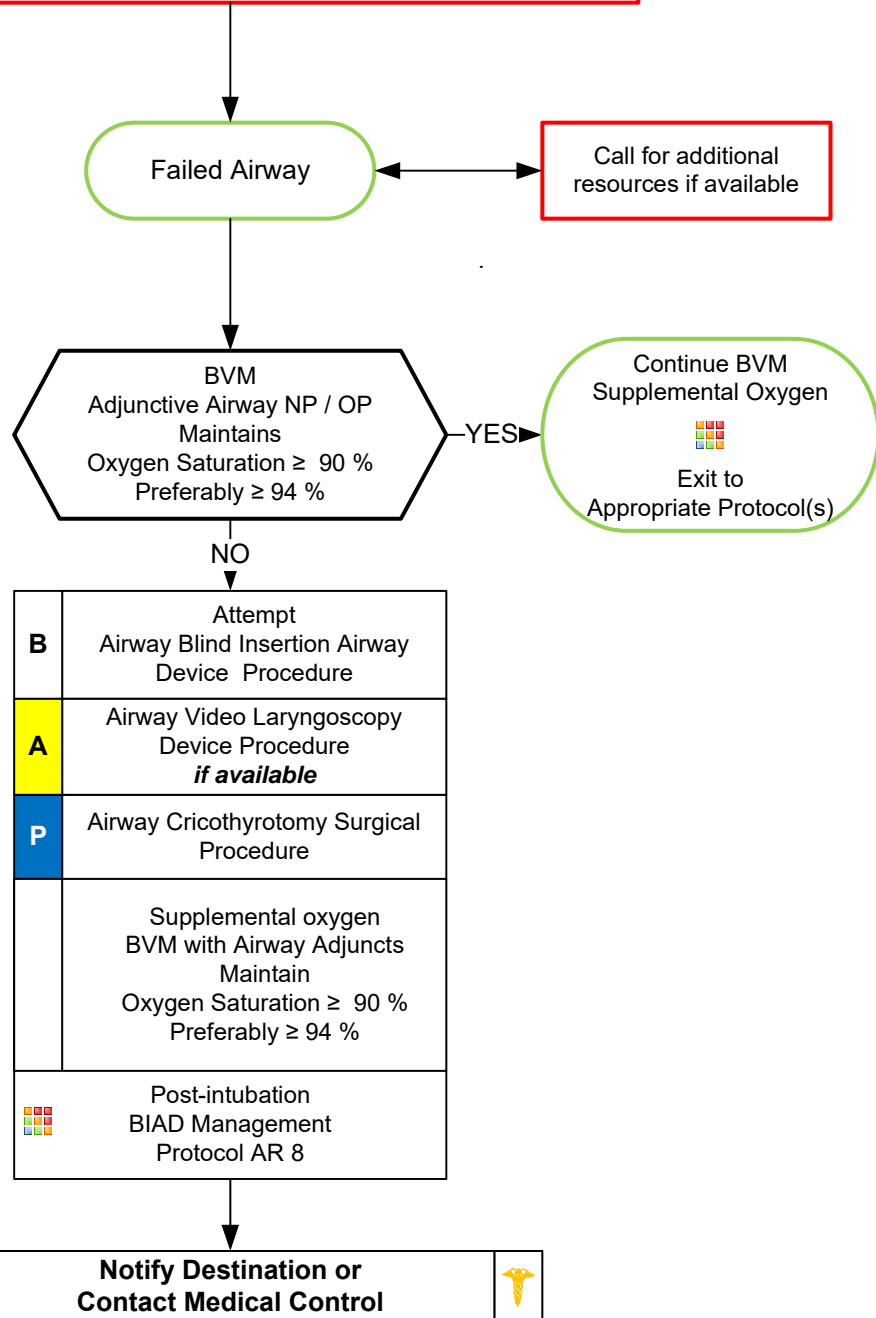 Failed Airway
Call for additional
resources if available
BVM
Adjunctive Airway NP / OP
Maintains
Oxygen Saturation ≥ 90 %
Preferably ≥ 94 %
YES
Continue BVM
Supplemental Oxygen
Exit to
Appropriate Protocol(s)
NO
B
Attempt
Airway Blind Insertion Airway
Device Procedure
A
Airway Video Laryngoscopy
Device Procedure
if available
P
Airway Cricothyrotomy Surgical
Procedure
Supplemental oxygen
BVM with Airway Adjuncts
Maintain
Oxygen Saturation ≥ 90 %
Preferably ≥ 94 %
Post-intubation
BIAD Management
Protocol AR 8
Notify Destination or
Contact Medical Control